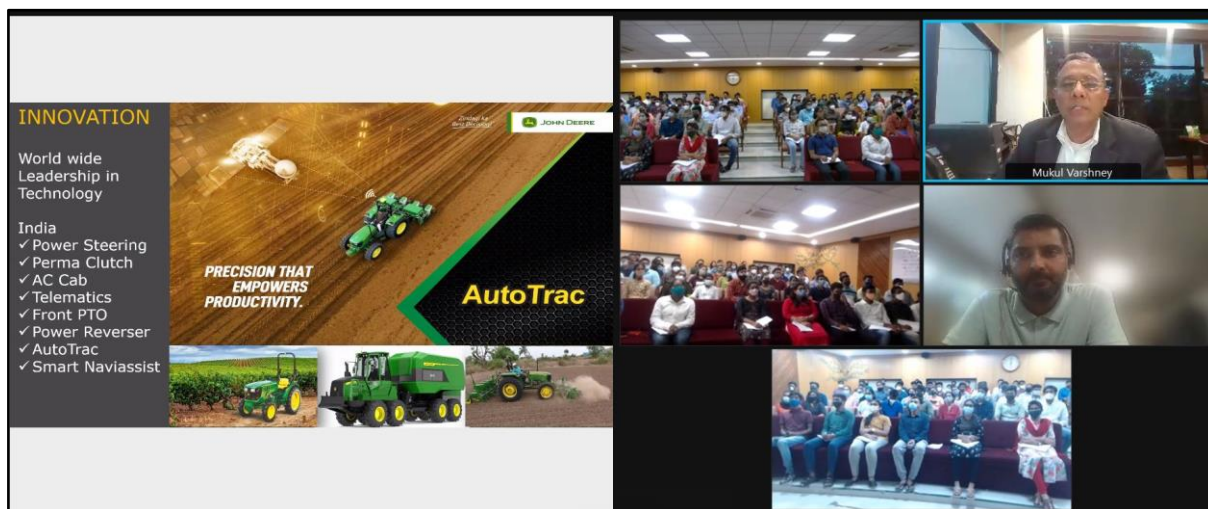 INNOVATION
World wide
Leadership in
Technology
India
✓ Power Steering
✓ Perma Clutch
✓ AC Cab
✓ Telematics
✓ Front PTO
✓ Power Reverser
✓ AutoTrac
✓ Smart Naviassist
JOHN DEERE
PRECISION THAT
EMPOWERS
PRODUCTIVITY.
AutoTrac
Mukul Varshney